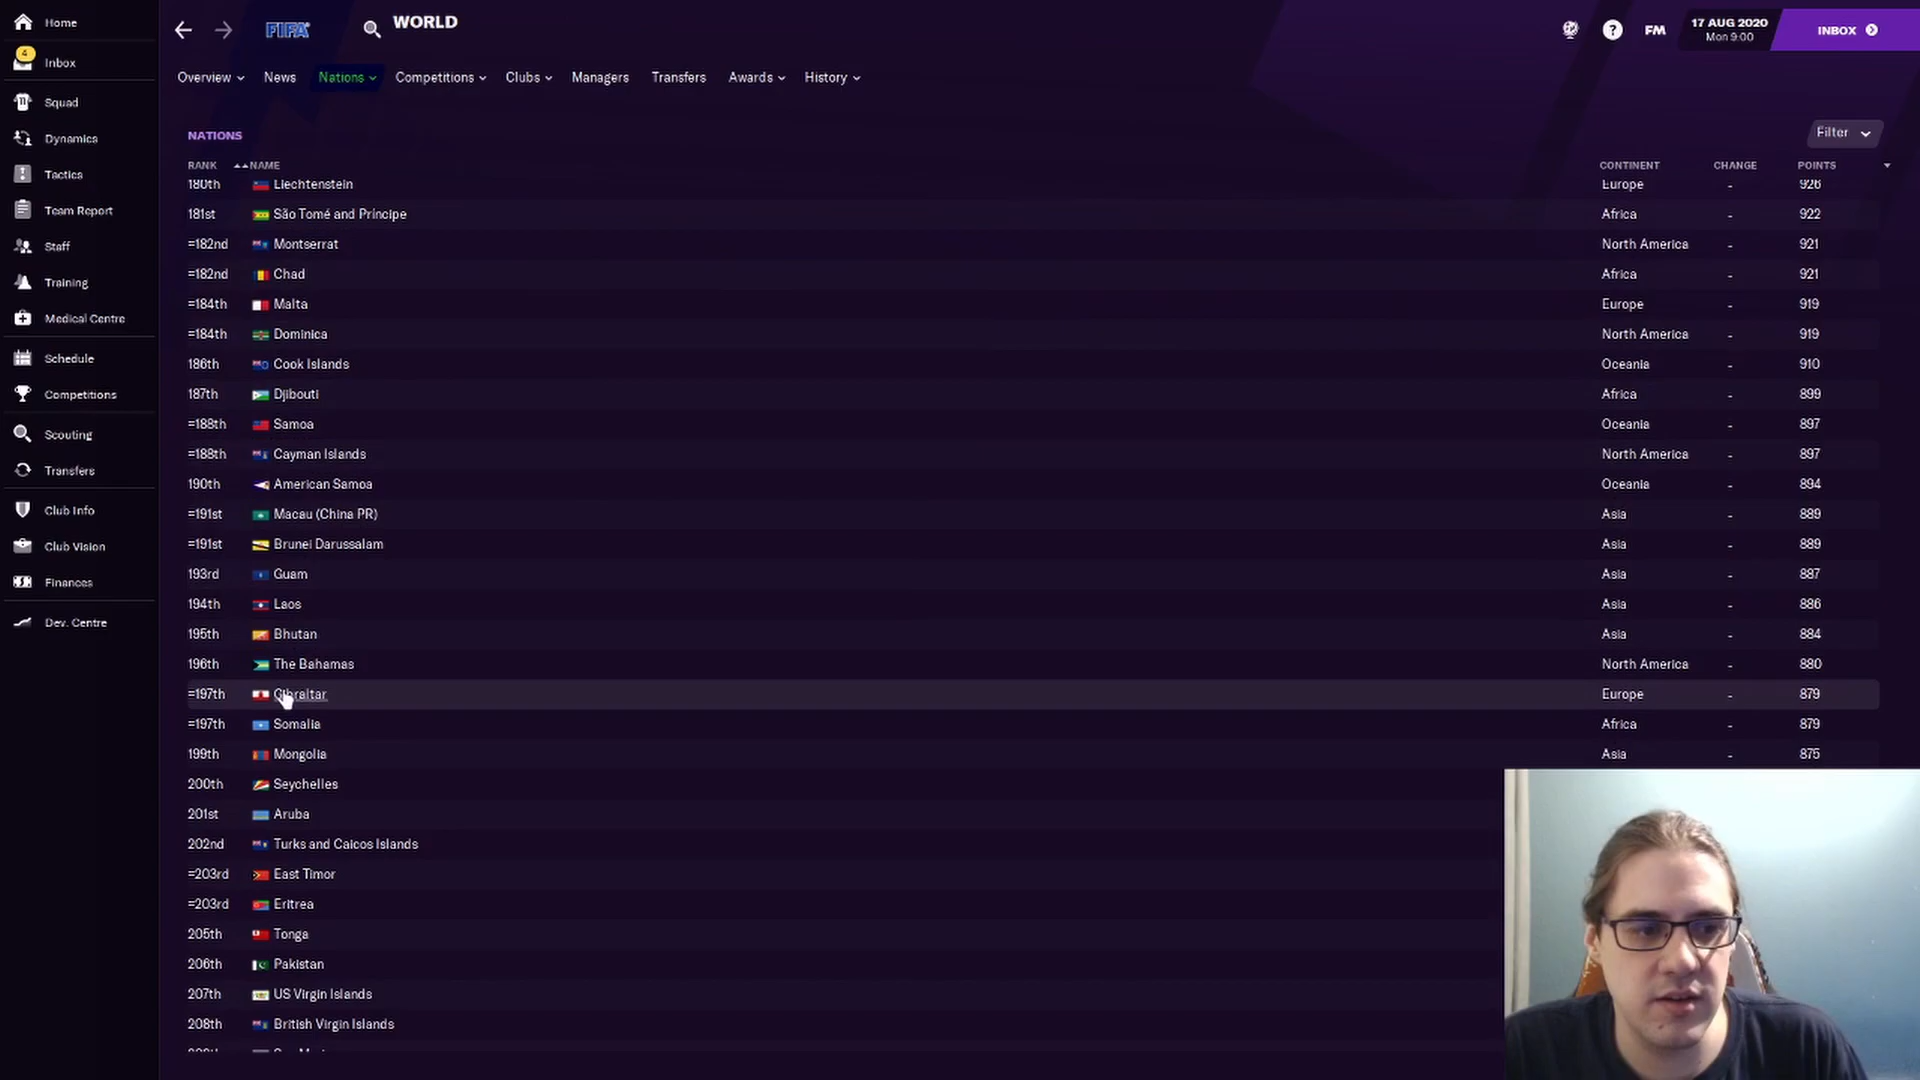 Home
4
Inbox
Squad
Dynamics
Tactics
Team Report
Staff
Training
Medical Centre
Schedule
Competitions
Scouting
Transfers
Club Info
Club Vision
Finances
Dev. Centre
FIFA
WORLD
? FM 17 AUG 2020
Mon 9:00
INBOX
Overview News Nations Competitions Clubs Managers Transfers Awards History
NATIONS
Filter
RANK NAME CONTINENT CHANGE POINTS
180th Liechtenstein Europe - 926
181st São Tomé and Príncipe Africa - 922
=182nd Montserrat North America - 921
=182nd Chad Africa - 921
=184th Malta Europe - 919
=184th Dominica North America - 919
186th Cook Islands Oceania - 910
187th Djibouti Africa - 899
=188th Samoa Oceania - 897
=188th Cayman Islands North America - 897
190th American Samoa Oceania - 894
=191st Macau (China PR) Asia - 889
=191st Brunei Darussalam Asia - 889
193rd Guam Asia - 887
194th Laos Asia - 886
195th Bhutan Asia - 884
196th The Bahamas North America - 880
=197th Gibraltar Europe - 879
=197th Somalia Africa - 879
199th Mongolia Asia - 875
200th Seychelles
201st Aruba
202nd Turks and Caicos Islands
=203rd East Timor
=203rd Eritrea
205th Tonga
206th Pakistan
207th US Virgin Islands
208th British Virgin Islands